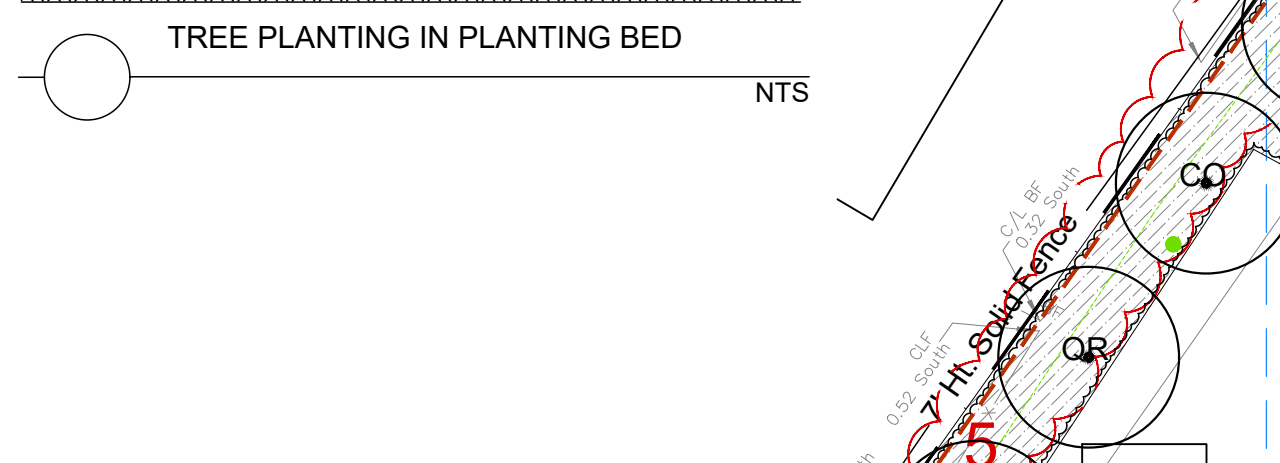 TREE PLANTING IN PLANTING BED
NTS
CO
C/L BF
0.32 South
7' Ht. Solid Fence
QR
CLF
0.52 South
5